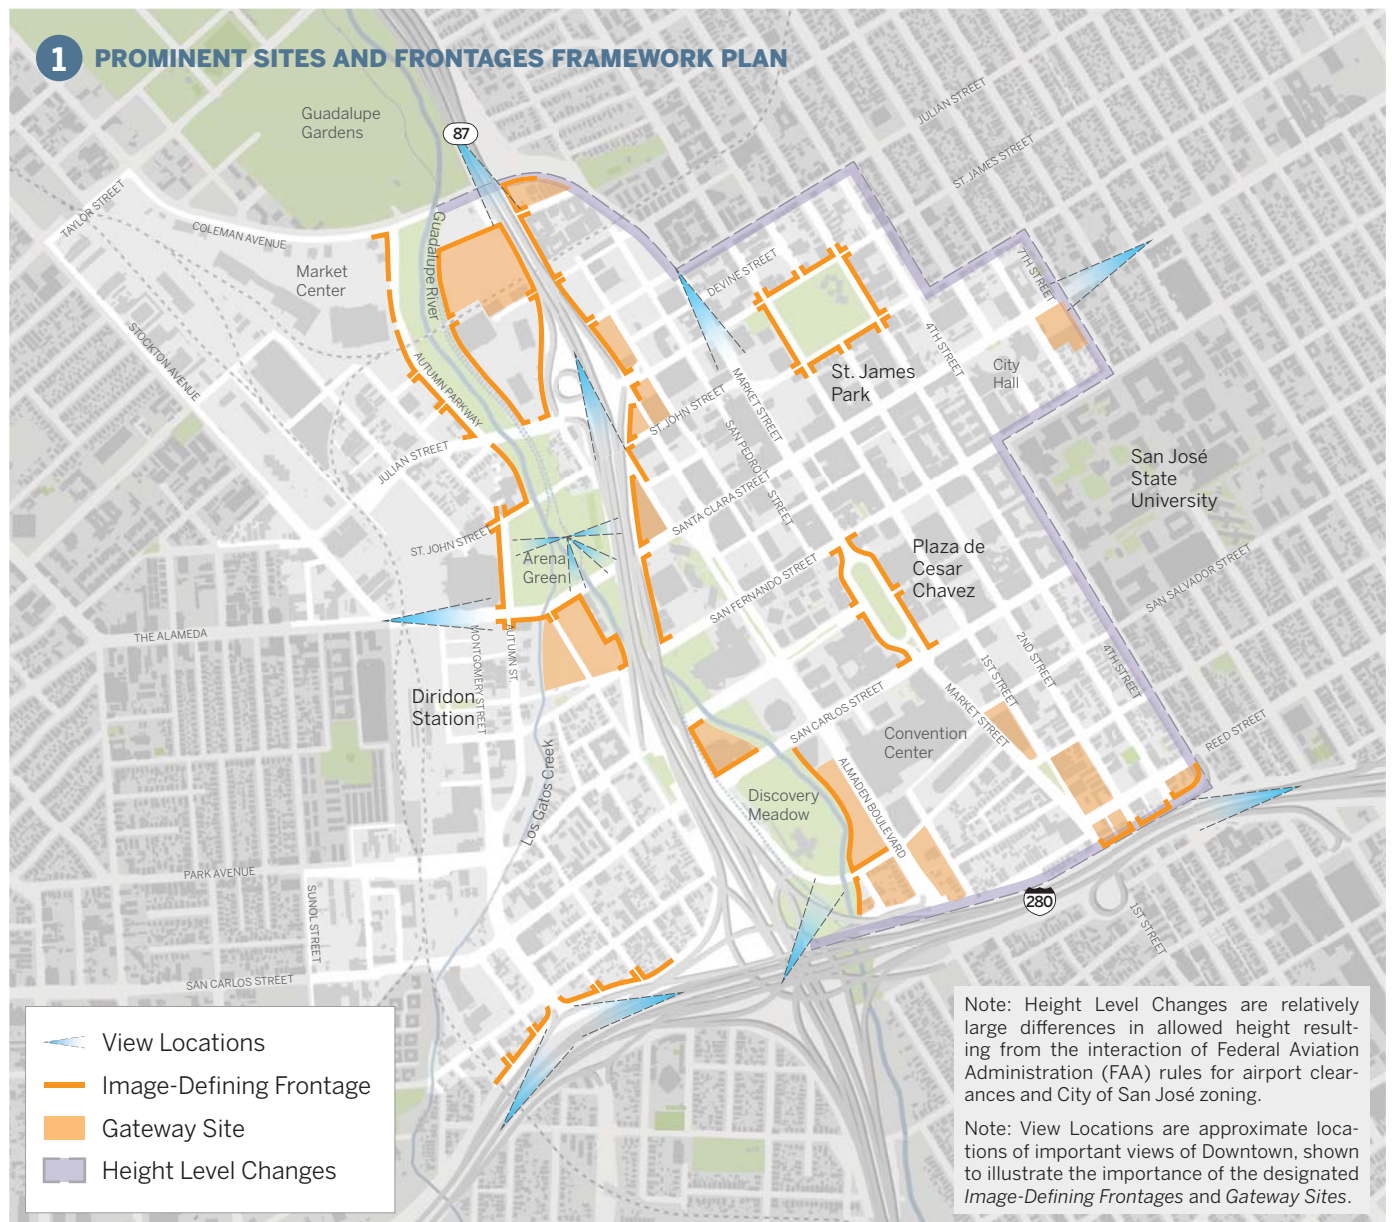 1 PROMINENT SITES AND FRONTAGES FRAMEWORK PLAN
Guadalupe
Gardens
87
JULIAN STREET
ST. JAMES STREET
TAYLOR STREET
COLEMAN AVENUE
Guadalupe River
Market
Center
DEVINE STREET
7TH STREET
STOCKTON AVENUE
AUTUMN PARKWAY
4TH STREET
City
Hall
St. James
Park
MARKET STREET
ST. JOHN STREET
SAN PEDRO STREET
JULIAN STREET
San José
State
University
SANTA CLARA STREET
ST. JOHN STREET
Arena
Green
Plaza de
Cesar
Chavez
SAN FERNANDO STREET
SAN SALVADOR STREET
THE ALAMEDA
MONTGOMERY STREET
AUTUMN ST.
2ND STREET
1ST STREET
4TH STREET
Diridon
Station
SAN CARLOS STREET
MARKET STREET
Convention
Center
REED STREET
Los Gatos Creek
ALMADEN BOULEVARD
Discovery
Meadow
PARK AVENUE
SUNOL STREET
280
1ST STREET
SAN CARLOS STREET
View Locations
Image-Defining Frontage
Gateway Site
Height Level Changes
Note: Height Level Changes are relatively
large differences in allowed height result-
ing from the interaction of Federal Aviation
Administration (FAA) rules for airport clear-
ances and City of San José zoning.
Note: View Locations are approximate loca-
tions of important views of Downtown, shown
to illustrate the importance of the designated
Image-Defining Frontages and Gateway Sites.